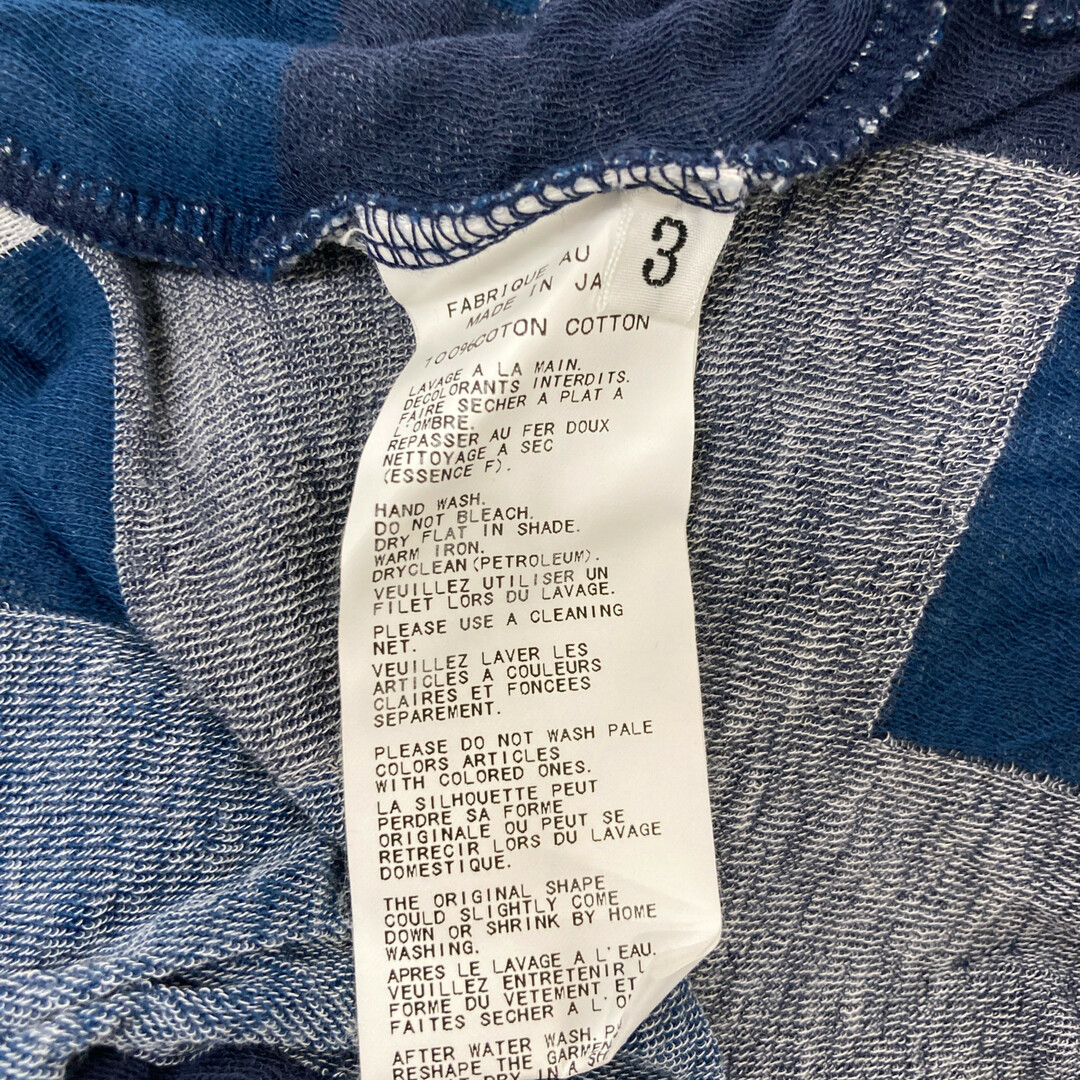 3
FABRIQUE AU
MADE IN JA
100%COTON COTTON
LAVAGE A LA MAIN.
DECOLORANTS INTERDITS.
FAIRE SECHER A PLAT A
L'OMBRE.
REPASSER AU FER DOUX
NETTOYAGE A SEC
(ESSENCE F).
HAND WASH.
DO NOT BLEACH.
DRY FLAT IN SHADE.
WARM IRON.
DRYCLEAN(PETROLEUM).
VEUILLEZ UTILISER UN
FILET LORS DU LAVAGE.
PLEASE USE A CLEANING
NET.
VEUILLEZ LAVER LES
ARTICLES A COULEURS
CLAIRES ET FONCEES
SEPAREMENT.
PLEASE DO NOT WASH PALE
COLORS ARTICLES
WITH COLORED ONES.
LA SILHOUETTE PEUT
PERDRE SA FORME
ORIGINALE OU PEUT SE
RETRECIR LORS DU LAVAGE
DOMESTIQUE.
THE ORIGINAL SHAPE
COULD SLIGHTLY COME
DOWN OR SHRINK BY HOME
WASHING.
APRES LE LAVAGE A L'EAU.
VEUILLEZ ENTRETENIR L
FORME DU VETEMENT ET
FAITES SECHER A L'O
AFTER WATER WASH.
RESHAPE THE GARMEN
DRY IN A SH